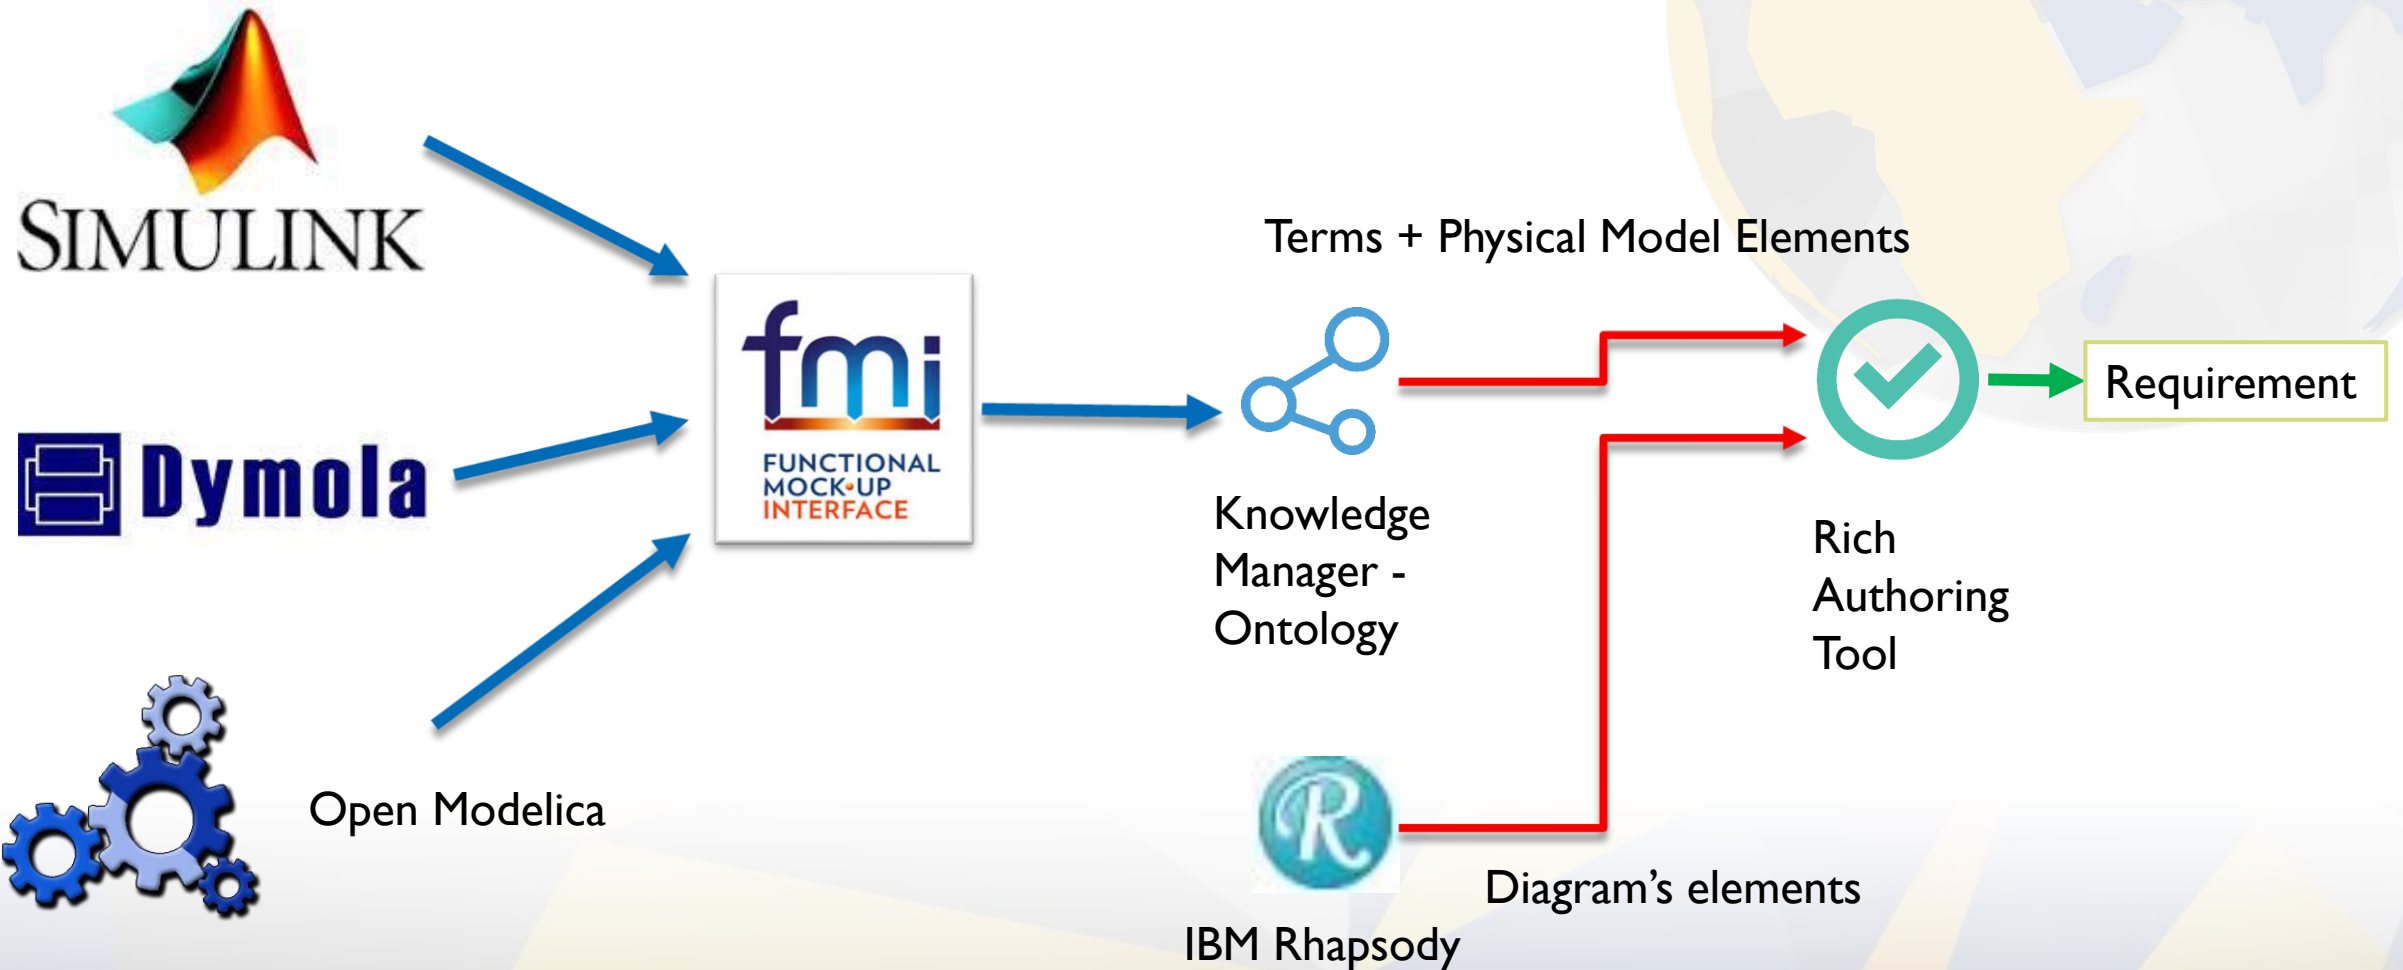 SIMULINK
Dymola
Open Modelica
fmi
FUNCTIONAL
MOCK-UP
INTERFACE
Terms + Physical Model Elements
Knowledge
Manager -
Ontology
R
IBM Rhapsody
Diagram’s elements
Rich
Authoring
Tool
Requirement